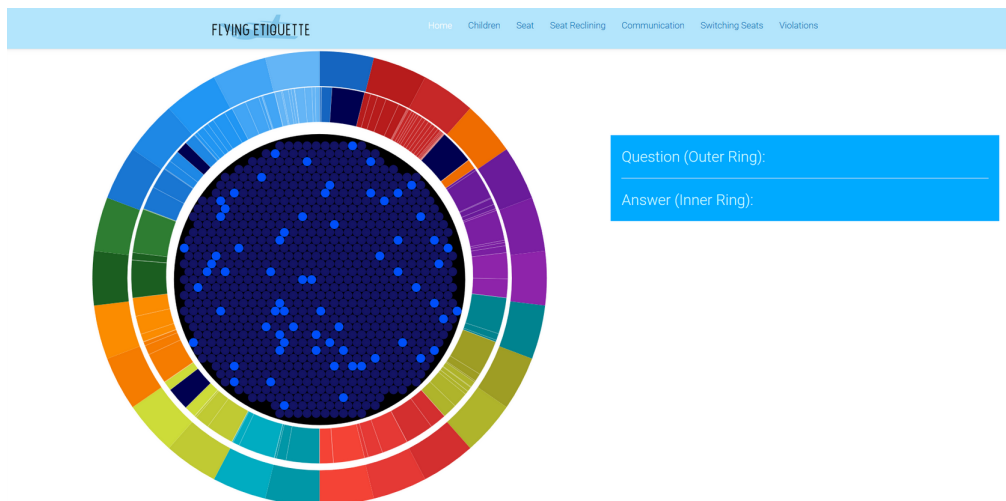 FLYING ETIQUETTE
Home Children Seat Seat Reclining Communication Switching Seats Violations
Question (Outer Ring):
Answer (Inner Ring):